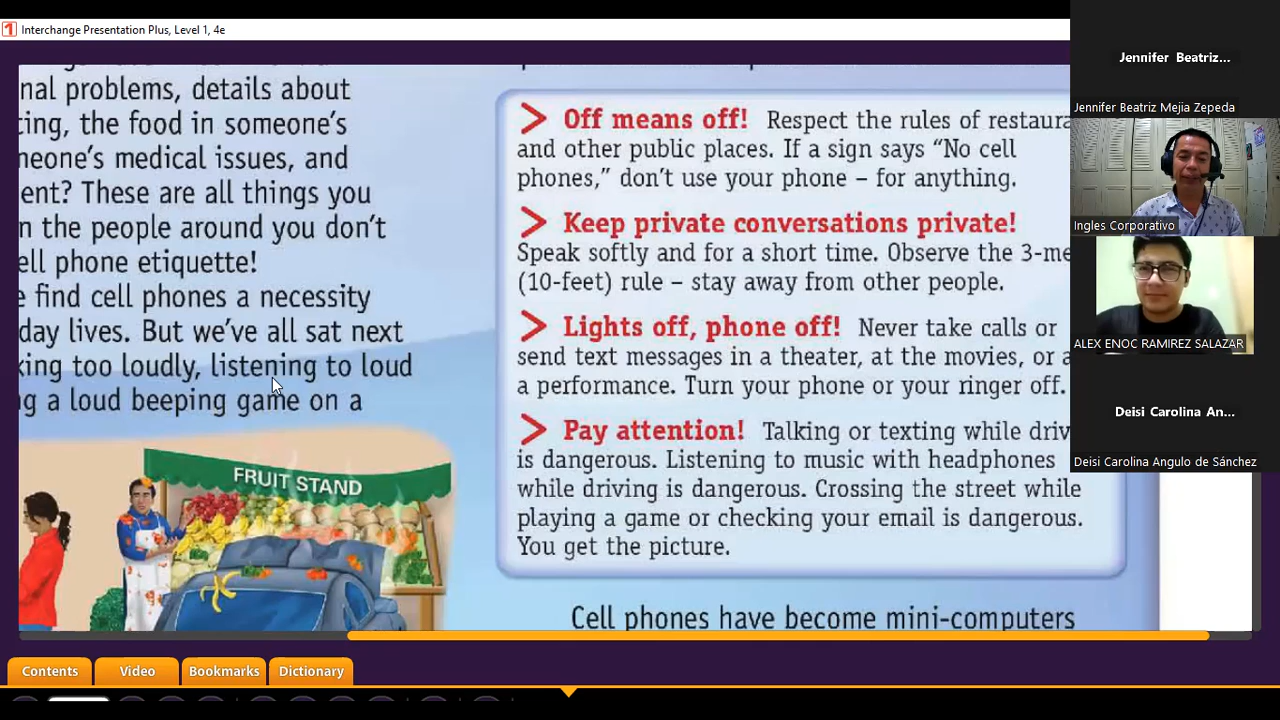 Interchange Presentation Plus, Level 1, 4e
nal problems, details about
ting, the food in someone's
neone's medical issues, and
ent? These are all things you
n the people around you don't
ell phone etiquette!
e find cell phones a necessity
day lives. But we've all sat next
king too loudly, listening to loud
g a loud beeping game on a
FRUIT STAND
> Off means off! Respect the rules of restaura
and other public places. If a sign says "No cell
phones," don't use your phone – for anything.
> Keep private conversations private!
Speak softly and for a short time. Observe the 3-me
(10-feet) rule – stay away from other people.
> Lights off, phone off! Never take calls or
send text messages in a theater, at the movies, or a
a performance. Turn your phone or your ringer off.
> Pay attention! Talking or texting while driv
is dangerous. Listening to music with headphones
while driving is dangerous. Crossing the street while
playing a game or checking your email is dangerous.
You get the picture.
Cell phones have become mini-computers
Jennifer Beatriz...
Jennifer Beatriz Mejia Zepeda
Ingles Corporativo
ALEX ENOC RAMIREZ SALAZAR
Deisi Carolina An...
Deisi Carolina Angulo de Sánchez
Contents
Video
Bookmarks
Dictionary